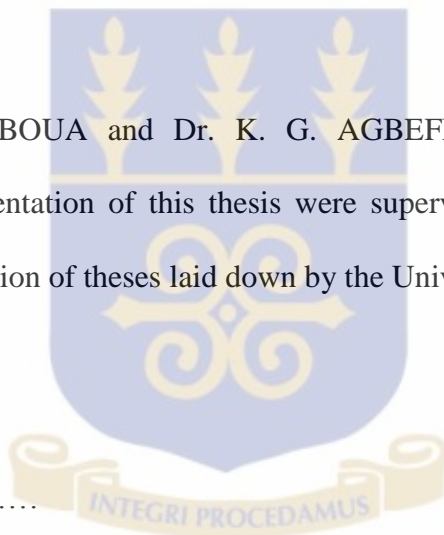 BOUA and Dr. K. G. AGBEF
entation of this thesis were superv
ion of theses laid down by the Univ
.....
INTEGRI PROCEDAMUS